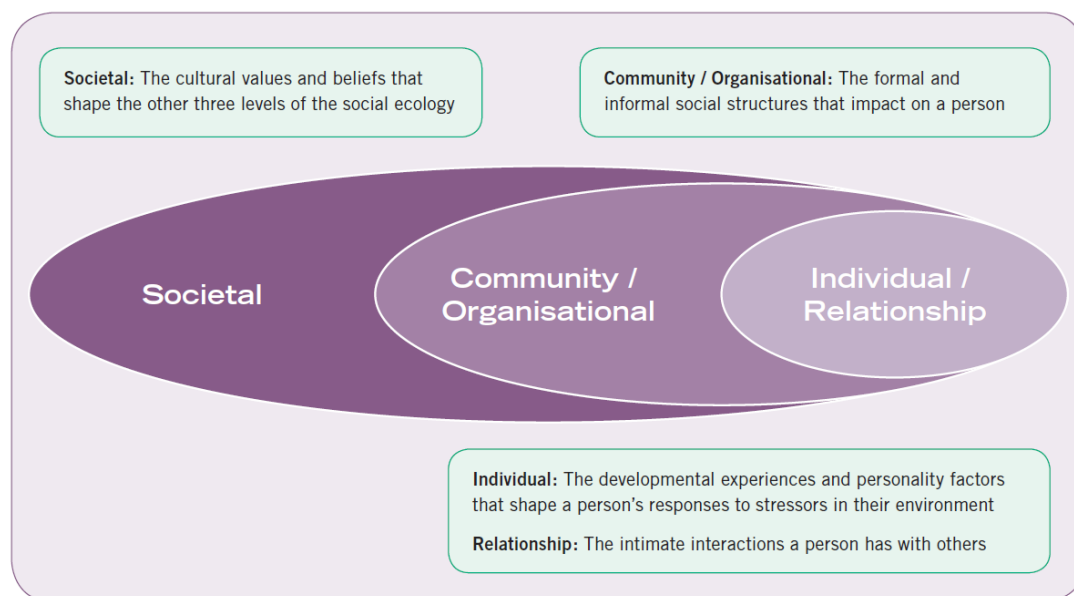 Societal: The cultural values and beliefs that
shape the other three levels of the social ecology
Community / Organisational: The formal and
informal social structures that impact on a person
Societal
Community /
Organisational
Individual /
Relationship
Individual: The developmental experiences and personality factors
that shape a person’s responses to stressors in their environment
Relationship: The intimate interactions a person has with others